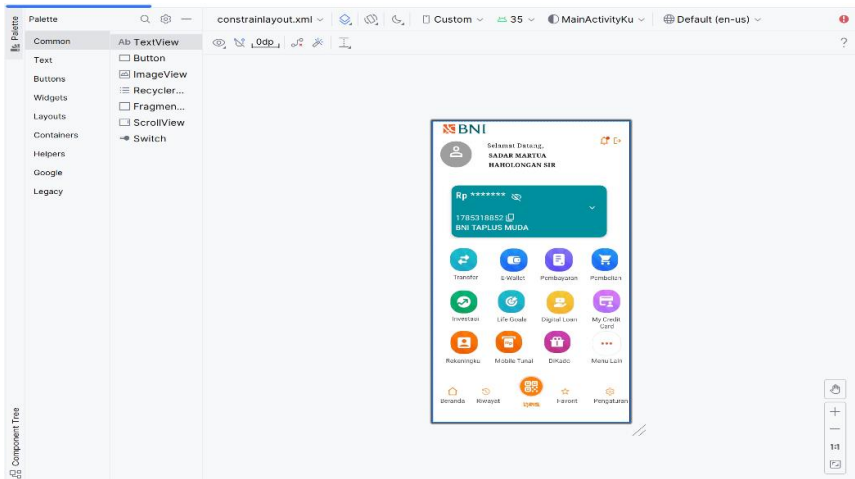 Palette
Palette
constrainlayout.xml
Custom
35
MainActivityKu
Default (en-us)
Common
Ab TextView
0dp
?
Text
Button
Buttons
ImageView
Widgets
Recycler...
Layouts
Fragmen...
Containers
ScrollView
Helpers
Switch
Google
Legacy
BNI
Selamat Datang,
SADAR MARTUA
HAHOLONGAN SIR
Rp *******
1785318852
BNI TAPLUS MUDA
Transfer
E-Wallet
Pembayaran
Pembelian
Investasi
Life Goals
Digital Loan
My Credit
Card
Rekeningku
Mobile Tunai
DiKado
Menu Lain
Beranda
Riwayat
Favorit
Pengaturan
Component Tree
1:1